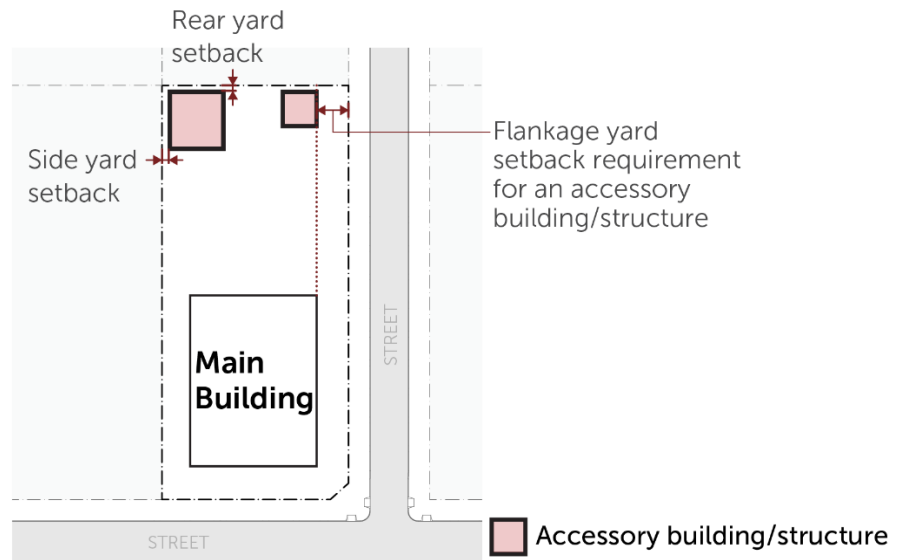 Rear yard
setback
Side yard
setback
Flankage yard
setback requirement
for an accessory
building/structure
Main
Building
STREET
STREET
Accessory building/structure